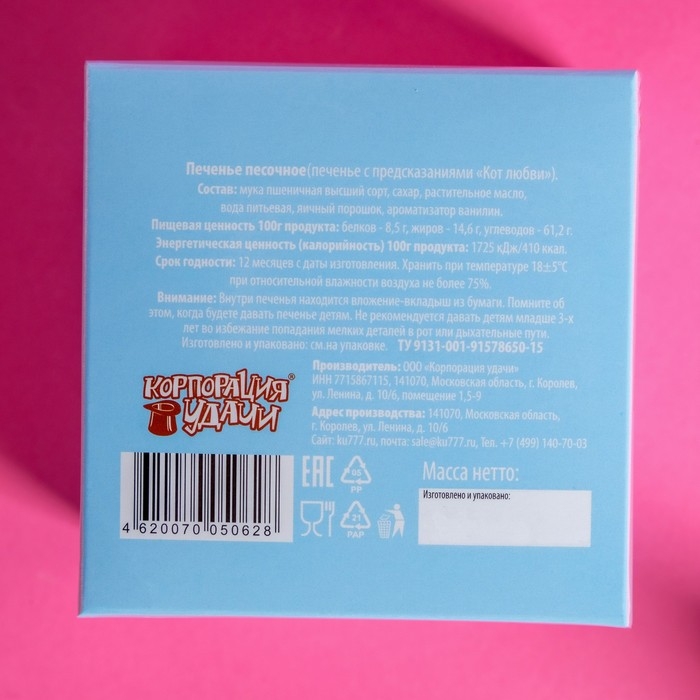 Печенье песочное(печенье с предсказаниями «Кот любви»).
Состав: мука пшеничная высший сорт, сахар, растительное масло,
вода питьевая, яичный порошок, ароматизатор ванилин.
Пищевая ценность 100г продукта: белков - 8,5 г, жиров - 14,6 г, углеводов - 61,2 г.
Энергетическая ценность (калорийность) 100г продукта: 1725 кДж/410 ккал.
Срок годности: 12 месяцев с даты изготовления. Хранить при температуре 18±5°С
при относительной влажности воздуха не более 75%.
Внимание: Внутри печенья находится вложение-вкладыш из бумаги. Помните об
этом, когда будете давать печенье детям. Не рекомендуется давать детям младше 3-х
лет во избежание попадания мелких деталей в рот или дыхательные пути.
Изготовлено и упаковано: см.на упаковке. ТУ 9131-001-91578650-15
КОРПОРАЦИЯ®
УДАЧИ
Производитель: ООО «Корпорация удачи»
ИНН 7715867115, 141070, Московская область, г. Королев,
ул. Ленина, д. 10/6, помещение 1,5-9
Адрес производства: 141070, Московская область,
г. Королев, ул. Ленина, д. 10/6
Сайт: ku777.ru, почта: sale@ku777.ru, Тел. +7 (499) 140-70-03
4 620070 050628
ЕАС
05
PP
21
PAP
Масса нетто:
Изготовлено и упаковано: